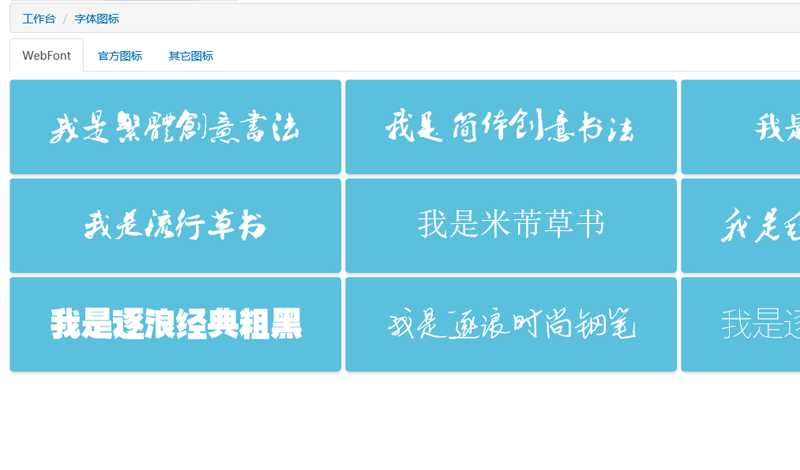 工作台 / 字体图标
WebFont 官方图标 其它图标
我是繁體創意書法 我是简体创意书法 我是
我是流行草书 我是米芾草书 我是
我是逐浪经典粗黑 我是逐浪时尚钢笔 我是逐